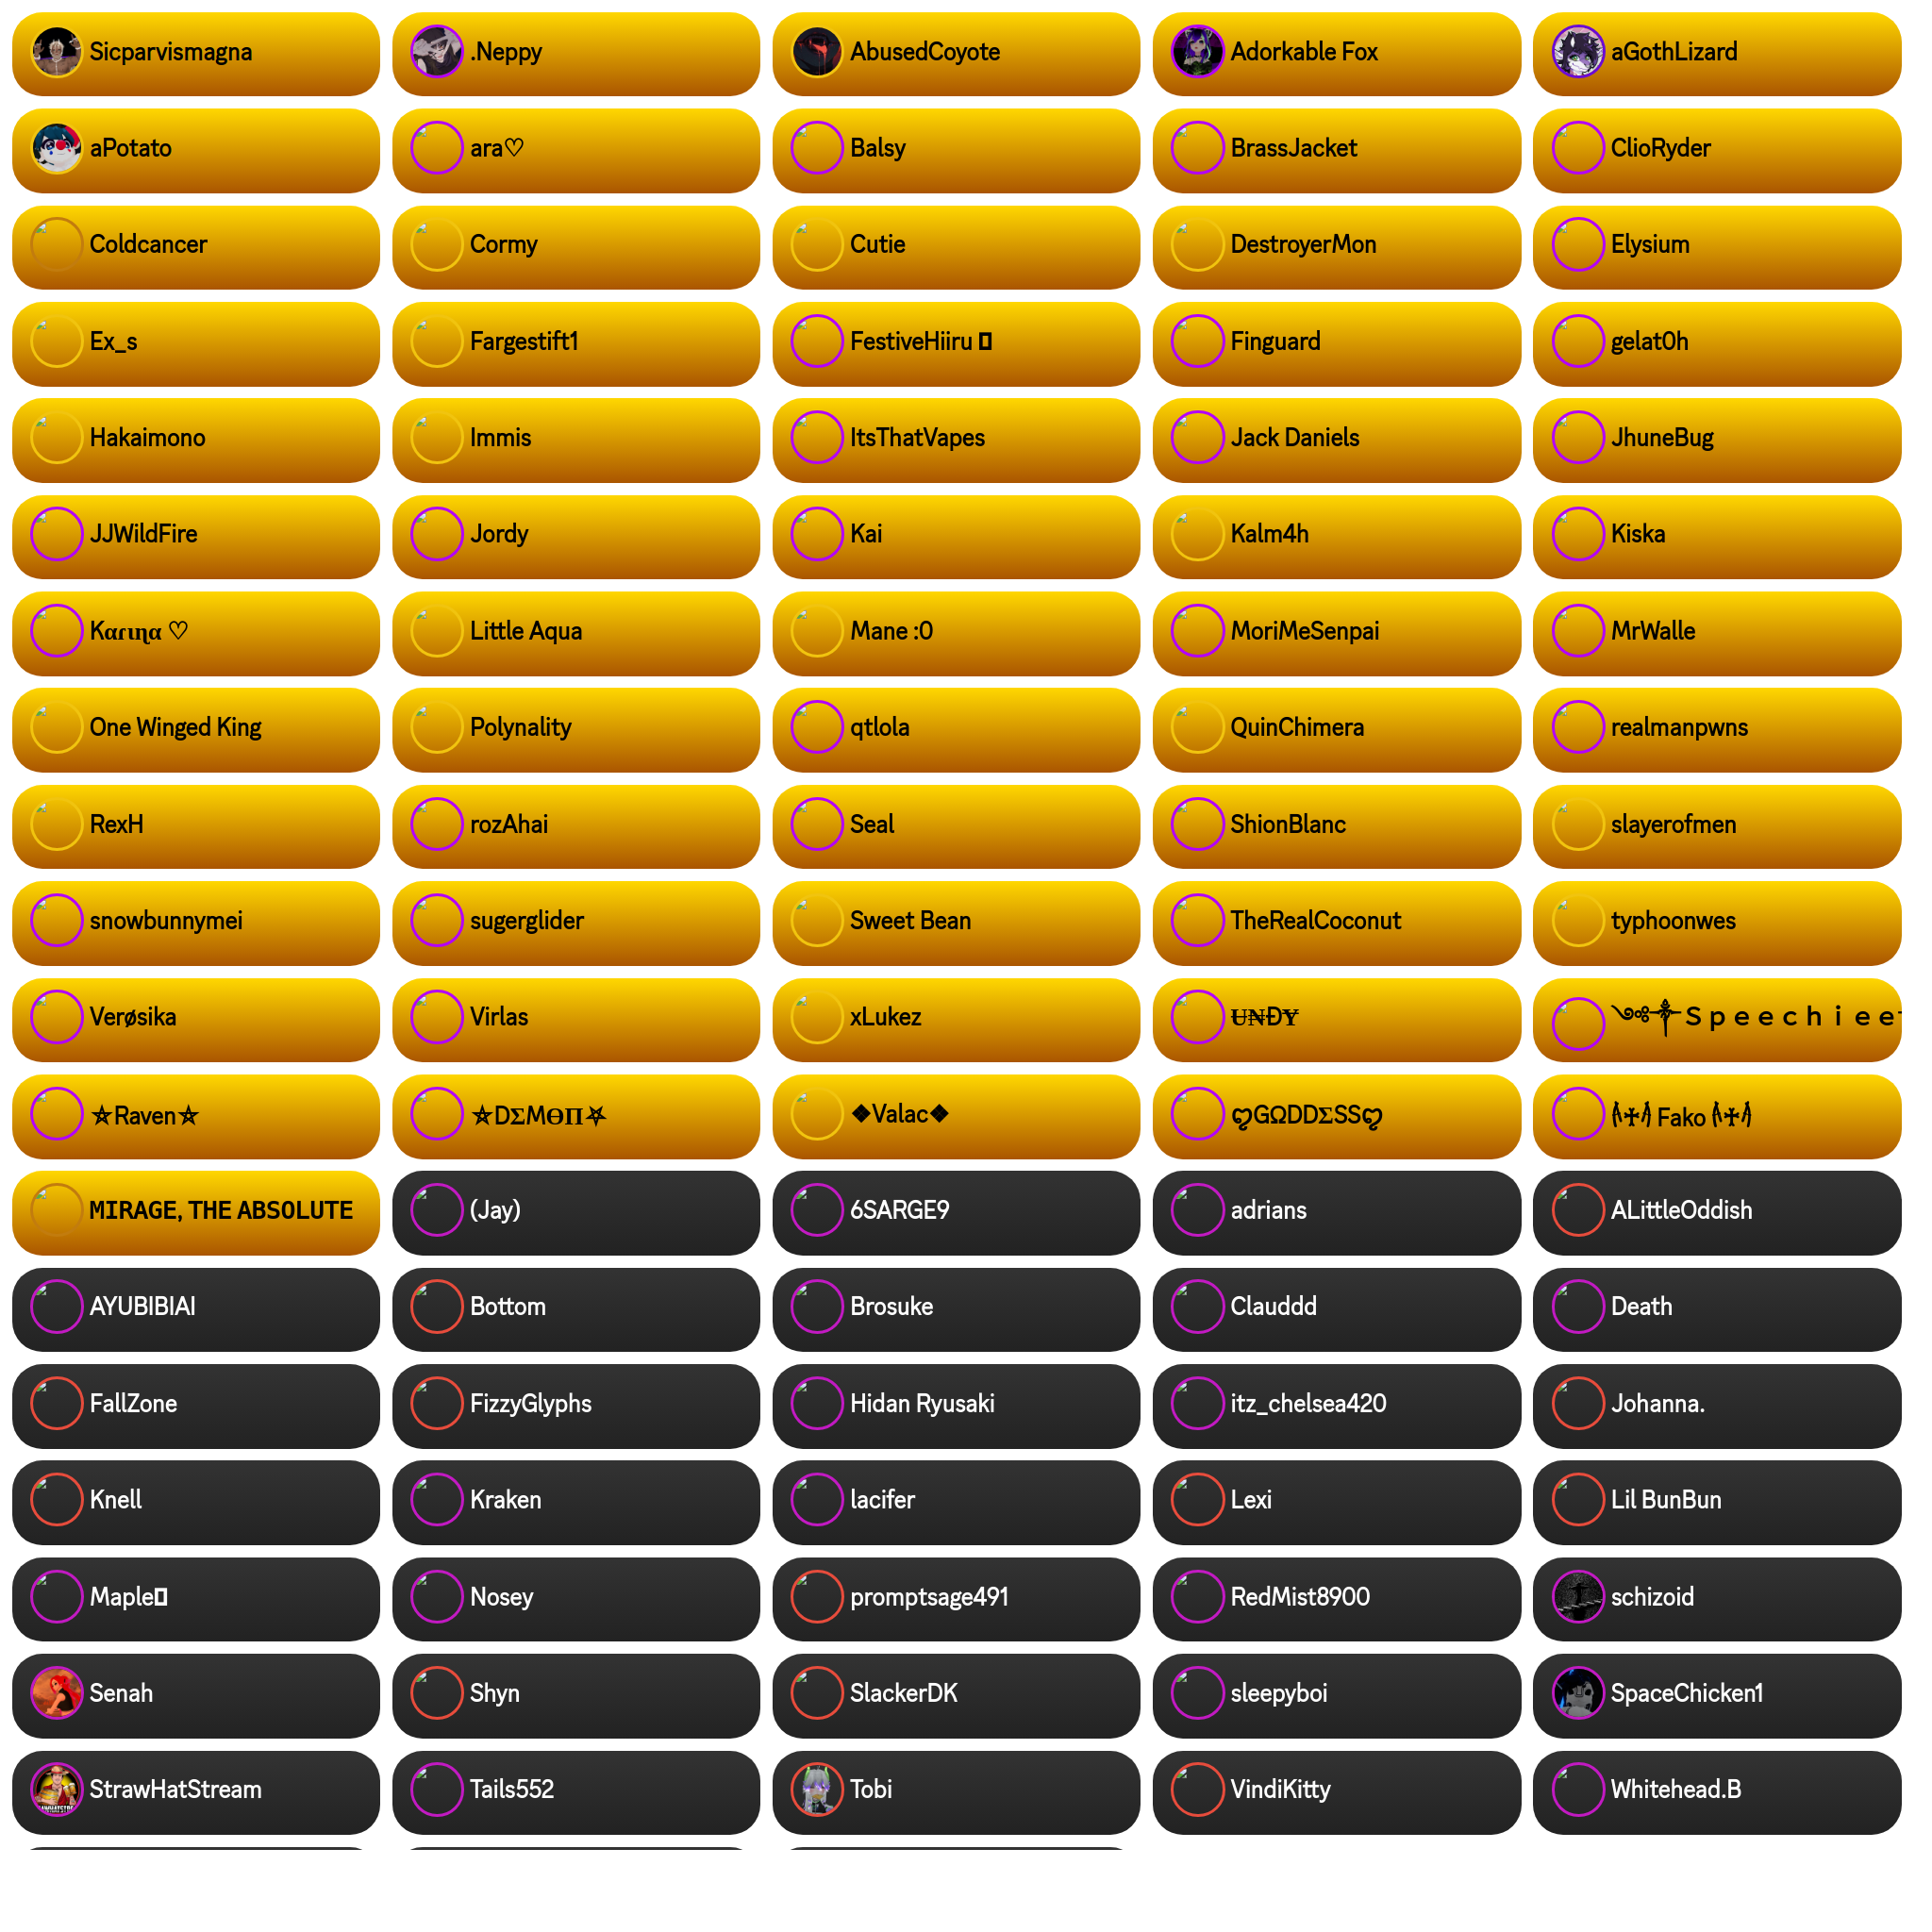 Sicparvismagna
.Neppy
AbusedCoyote
Adorkable Fox
aGothLizard
aPotato
ara♡
Balsy
BrassJacket
ClioRyder
Coldcancer
Cormy
Cutie
DestroyerMon
Elysium
Ex_s
Fargestift1
FestiveHiiru
Finguard
gelat0h
Hakaimono
Immis
ItsThatVapes
Jack Daniels
JhuneBug
JJWildFire
Jordy
Kai
Kalm4h
Kiska
Kαɾιɳα ♡
Little Aqua
Mane :0
MoriMeSenpai
MrWalle
One Winged King
Polynality
qtlola
QuinChimera
realmanpwns
RexH
rozAhai
Seal
ShionBlanc
slayerofmen
snowbunnymei
sugerglider
Sweet Bean
TheRealCoconut
typhoonwes
Verøsika
Virlas
xLukez
Ʉ₦ĐɎ
༄༒Ｓｐｅｅｃｈｉｅｅ
⛤Raven⛤
⛤DΣMӨП⛧
❖Valac❖
ꨄGΩDDΣSSꨄ
Fako
MIRAGE, THE ABSOLUTE
(Jay)
6SARGE9
adrians
ALittleOddish
AYUBIBIAI
Bottom
Brosuke
Clauddd
Death
FallZone
FizzyGlyphs
Hidan Ryusaki
itz_chelsea420
Johanna.
Knell
Kraken
lacifer
Lexi
Lil BunBun
Maple
Nosey
promptsage491
RedMist8900
schizoid
Senah
Shyn
SlackerDK
sleepyboi
SpaceChicken1
StrawHatStream
Tails552
Tobi
VindiKitty
Whitehead.B